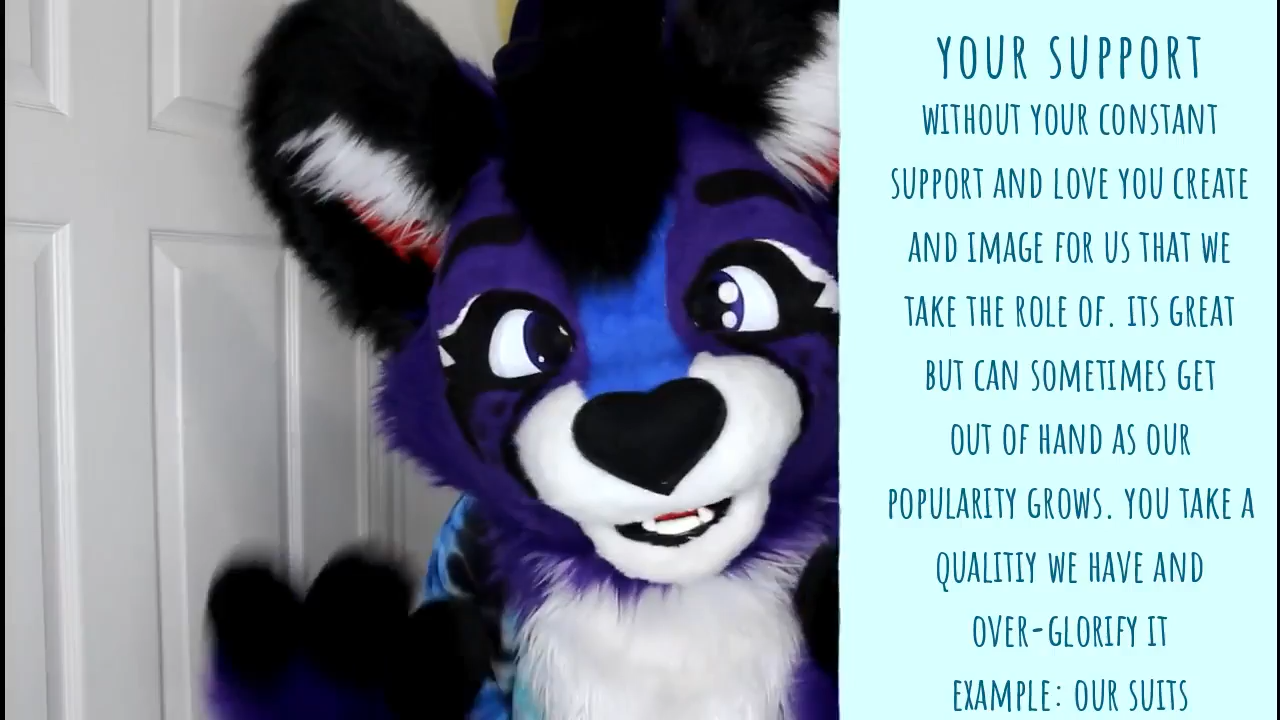 YOUR SUPPORT
WITHOUT YOUR CONSTANT
SUPPORT AND LOVE YOU CREATE
AND IMAGE FOR US THAT WE
TAKE THE ROLE OF. ITS GREAT
BUT CAN SOMETIMES GET
OUT OF HAND AS OUR
POPULARITY GROWS. YOU TAKE A
QUALITIY WE HAVE AND
OVER-GLORIFY IT
EXAMPLE: OUR SUITS